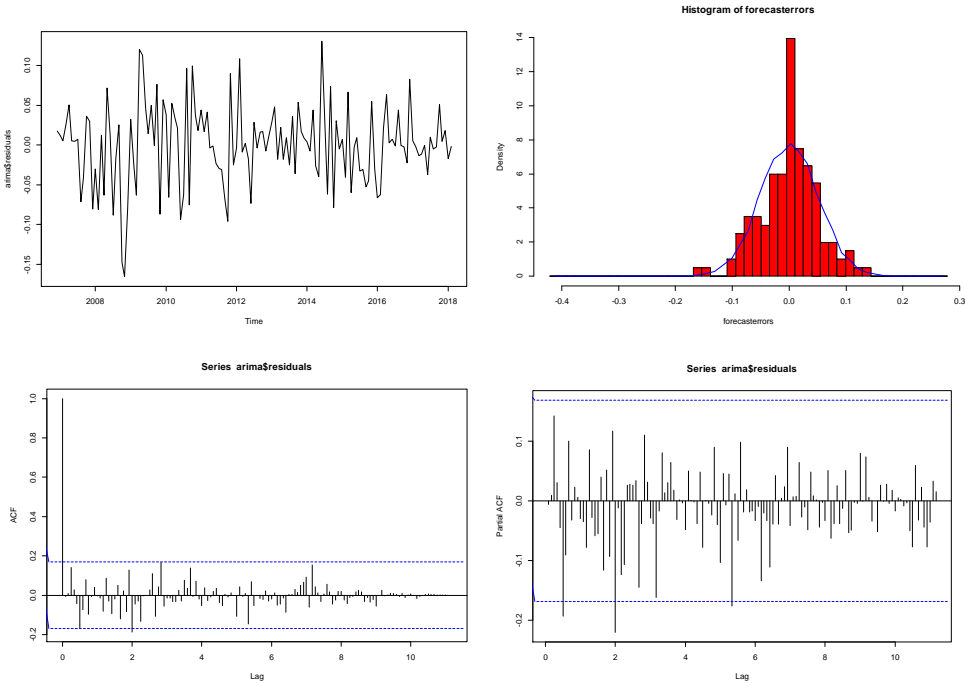 Histogram of forecasterrors
arima$residuals
0.10
0.05
0.00
-0.05
-0.10
-0.15
2008 2010 2012 2014 2016 2018
Time
Density
14
12
10
8
6
4
2
0
-0.4 -0.3 -0.2 -0.1 0.0 0.1 0.2 0.3
forecasterrors
Series arima$residuals
ACF
1.0
0.8
0.6
0.4
0.2
0.0
-0.2
0 2 4 6 8 10
Lag
Series arima$residuals
Partial ACF
0.1
0.0
-0.1
-0.2
0 2 4 6 8 10
Lag